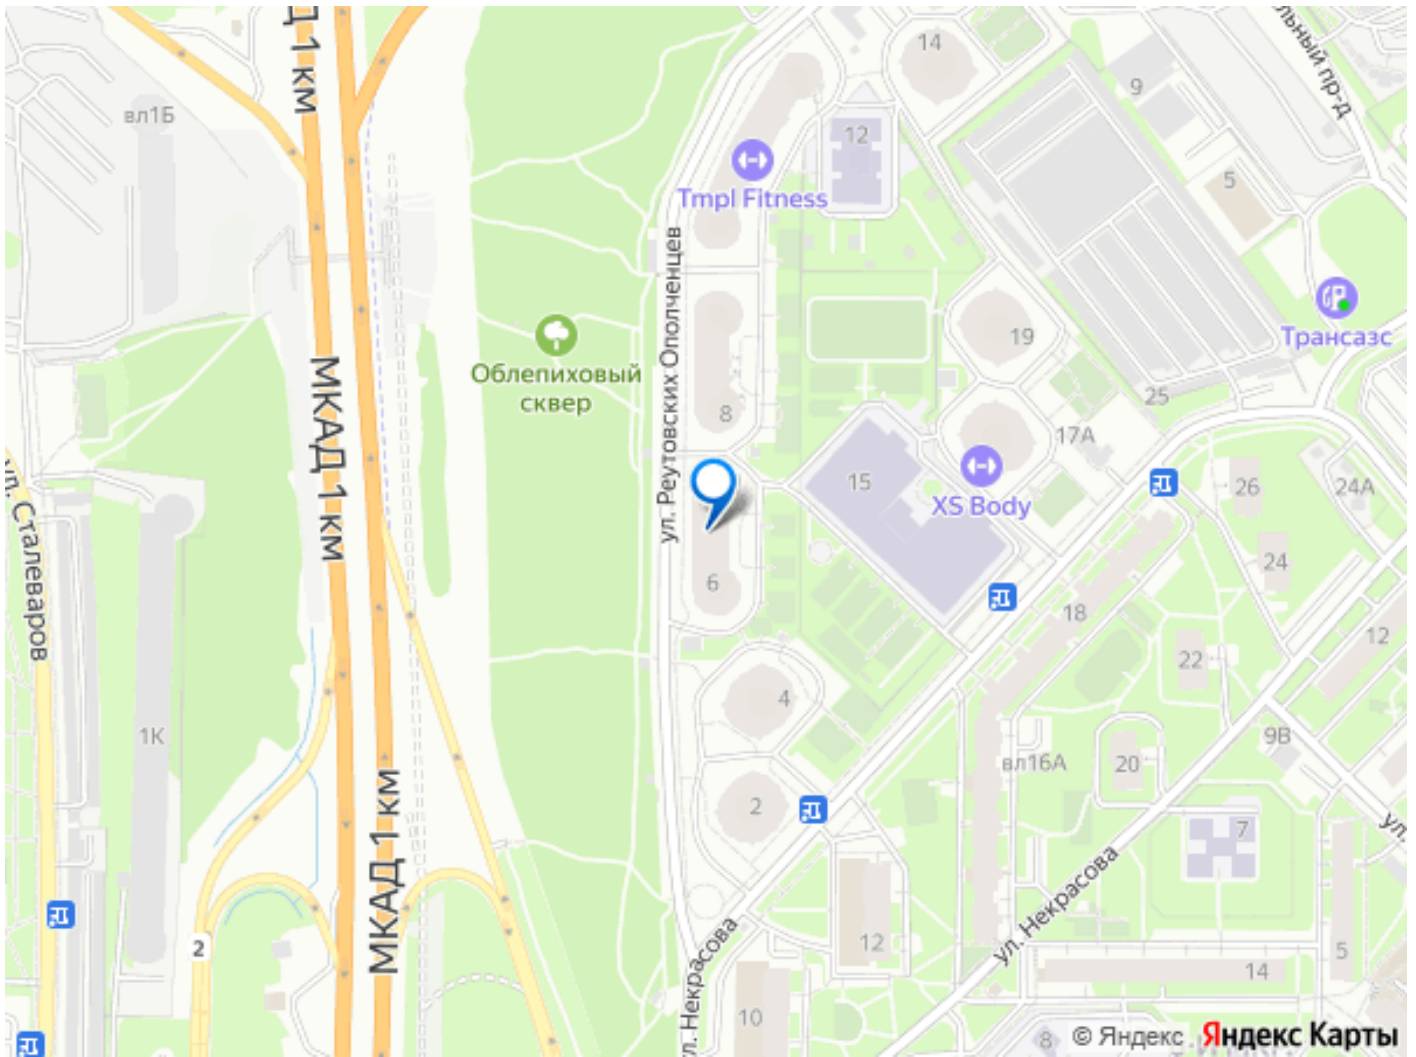 Д 1 км
14
льный пр-д
9
вл1Б
12
5
Tmpl Fitness
ул. Реутовских Ополченцев
19
Трансазс
МКАД 1 км
Облепиховый
сквер
8
25
17А
15
XS Body
26
24А
ул. Сталеваров
6
24
18
12
22
4
1К
9В
вл16А
20
2
МКАД 1 км
7
ул.
ул. Некрасова
2
12
ул. Некрасова
5
14
10
8
© Яндекс
Яндекс Карты